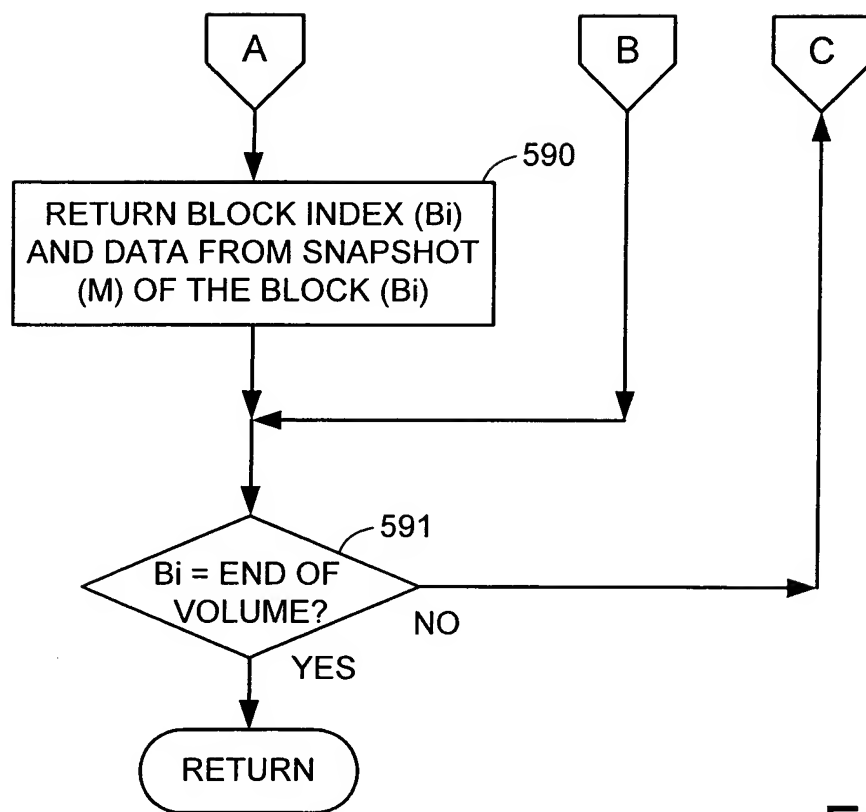 A
B
C
590
RETURN BLOCK INDEX (Bi)
AND DATA FROM SNAPSHOT
(M) OF THE BLOCK (Bi)
591
Bi = END OF
VOLUME?
NO
YES
RETURN